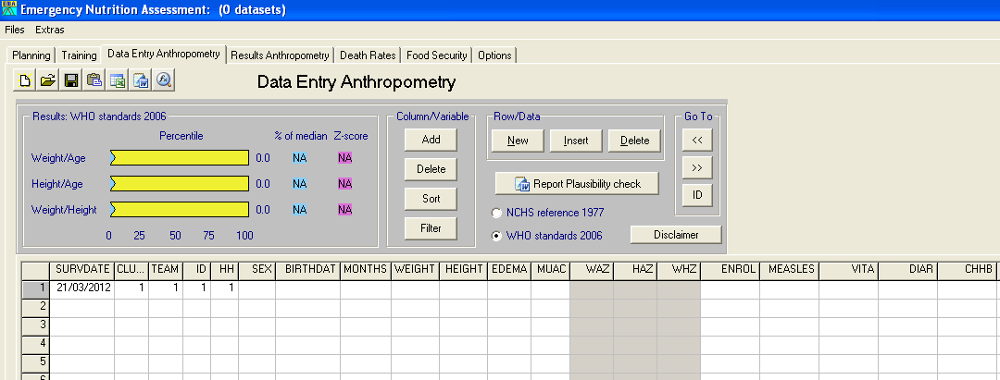 Emergency Nutrition Assessment: (0 datasets)
Files Extras
Planning Training Data Entry Anthropometry Results Anthropometry Death Rates Food Security Options
Data Entry Anthropometry
Results: WHO standards 2006
Percentile % of median Z-score
Weight/Age 0.0 NA NA
Height/Age 0.0 NA NA
Weight/Height 0.0 NA NA
0 25 50 75 100
Column/Variable
Add
Delete
Sort
Filter
Row/Data
New Insert Delete
Report Plausibility check
NCHS reference 1977
WHO standards 2006
Disclaimer
Go To
<<
>>
ID
SURVDATE CLU... TEAM ID HH SEX BIRTHDAT MONTHS WEIGHT HEIGHT EDEMA MUAC WAZ HAZ WHZ ENROL MEASLES VITA DIAR CHHB
1 21/03/2012 1 1 1 1
2
3
4
5
6